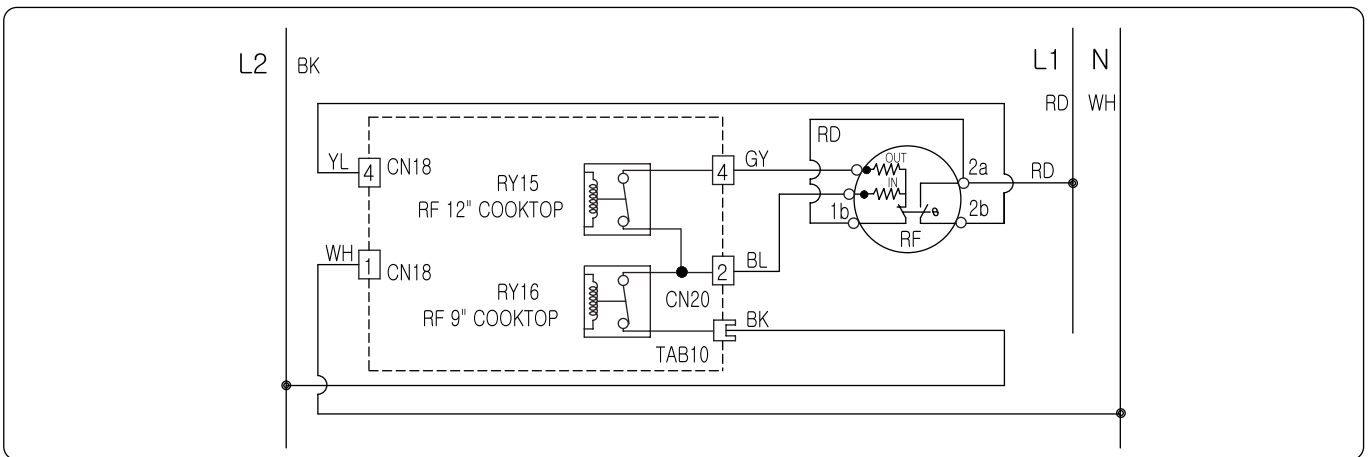 L2
BK
L1
N
RD
WH
RD
YL
4
CN18
RY15
RF 12" COOKTOP
4
GY
OUT
IN
2a
RD
1b
θ
2b
RF
WH
1
CN18
RY16
RF 9" COOKTOP
2
BL
CN20
BK
TAB10